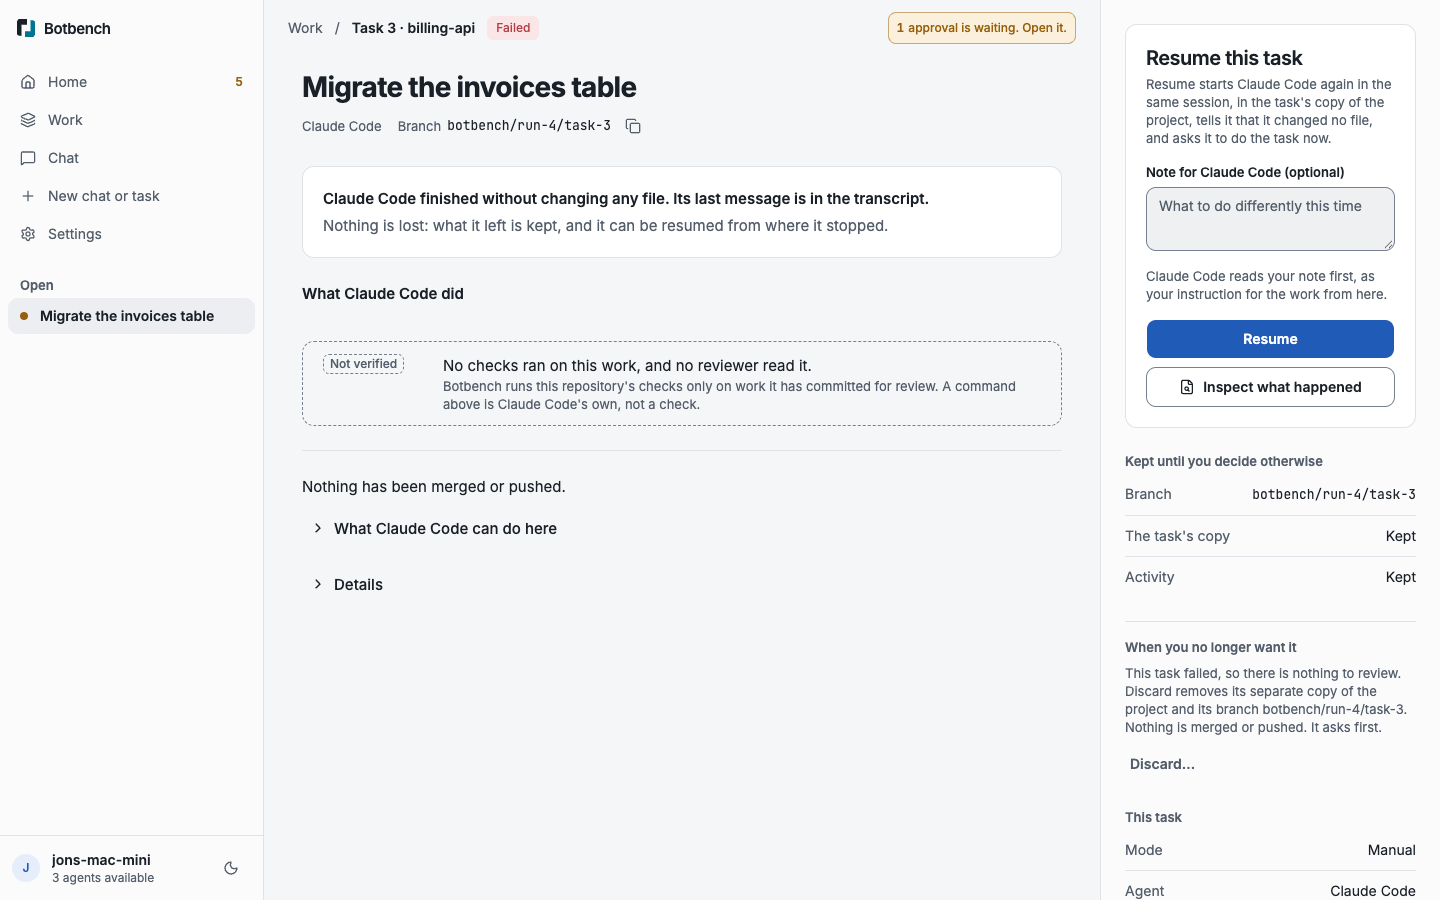 Botbench
Home 5
Work
Chat
New chat or task
Settings
Open
Migrate the invoices table
J
jons-mac-mini
3 agents available
Work / Task 3 · billing-api Failed
1 approval is waiting. Open it.
Migrate the invoices table
Claude Code Branch botbench/run-4/task-3
Claude Code finished without changing any file. Its last message is in the transcript.
Nothing is lost: what it left is kept, and it can be resumed from where it stopped.
What Claude Code did
Not verified
No checks ran on this work, and no reviewer read it.
Botbench runs this repository's checks only on work it has committed for review. A command
above is Claude Code's own, not a check.
Nothing has been merged or pushed.
What Claude Code can do here
Details
Resume this task
Resume starts Claude Code again in the
same session, in the task's copy of the
project, tells it that it changed no file,
and asks it to do the task now.
Note for Claude Code (optional)
What to do differently this time
Claude Code reads your note first, as
your instruction for the work from here.
Resume
Inspect what happened
Kept until you decide otherwise
Branch botbench/run-4/task-3
The task's copy Kept
Activity Kept
When you no longer want it
This task failed, so there is nothing to review.
Discard removes its separate copy of the
project and its branch botbench/run-4/task-3.
Nothing is merged or pushed. It asks first.
Discard...
This task
Mode Manual
Agent Claude Code